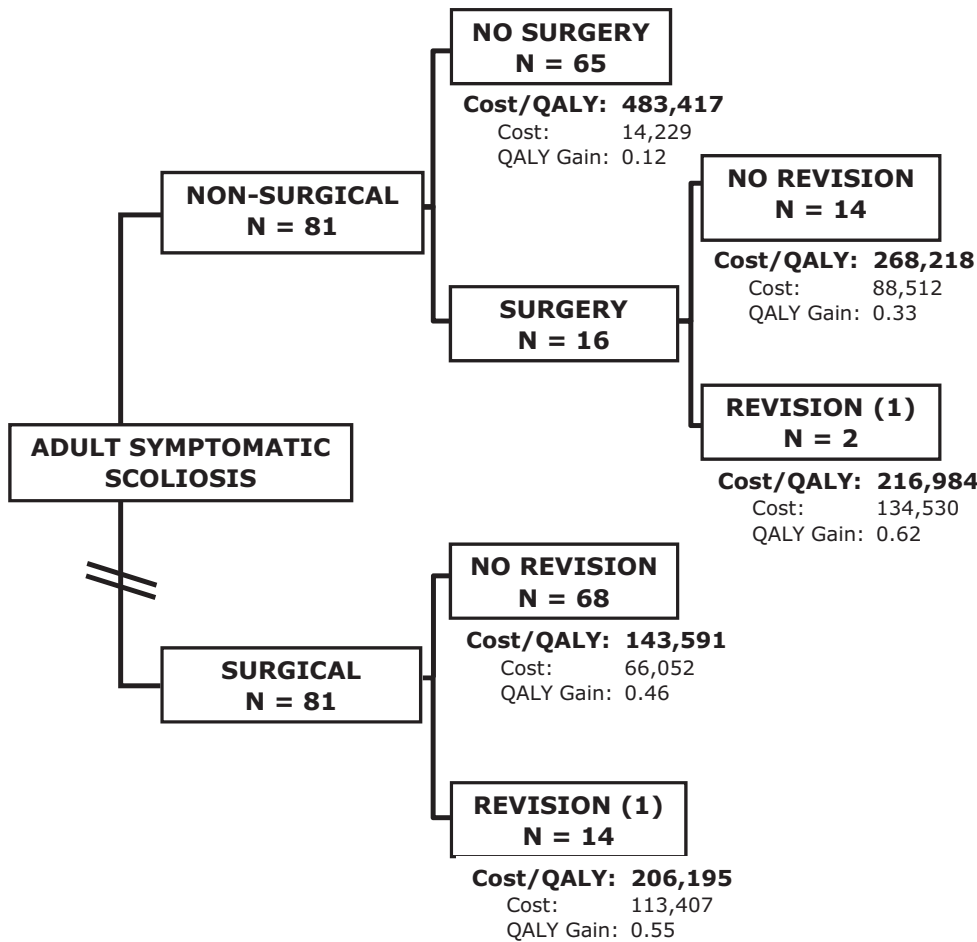 NO SURGERY
N = 65
Cost/QALY: 483,417
Cost: 14,229
QALY Gain: 0.12
NON-SURGICAL
N = 81
NO REVISION
N = 14
Cost/QALY: 268,218
Cost: 88,512
QALY Gain: 0.33
SURGERY
N = 16
REVISION (1)
N = 2
Cost/QALY: 216,984
Cost: 134,530
QALY Gain: 0.62
ADULT SYMPTOMATIC
SCOLIOSIS
NO REVISION
N = 68
Cost/QALY: 143,591
Cost: 66,052
QALY Gain: 0.46
SURGICAL
N = 81
REVISION (1)
N = 14
Cost/QALY: 206,195
Cost: 113,407
QALY Gain: 0.55